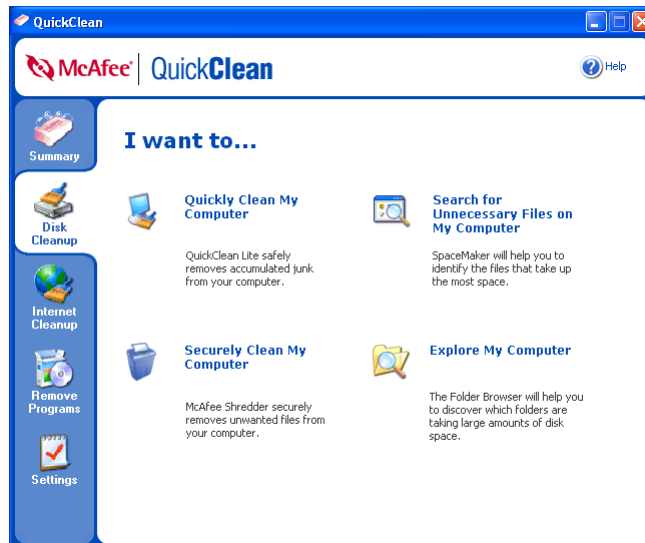 QuickClean
McAfee® QuickClean
Help
Summary
Disk
Cleanup
Internet
Cleanup
Remove
Programs
Settings
I want to...
Quickly Clean My
Computer
QuickClean Lite safely
removes accumulated junk
from your computer.
Search for
Unnecessary Files on
My Computer
SpaceMaker will help you to
identify the files that take up
the most space.
Securely Clean My
Computer
McAfee Shredder securely
removes unwanted files from
your computer.
Explore My Computer
The Folder Browser will help you
to discover which folders are
taking large amounts of disk
space.